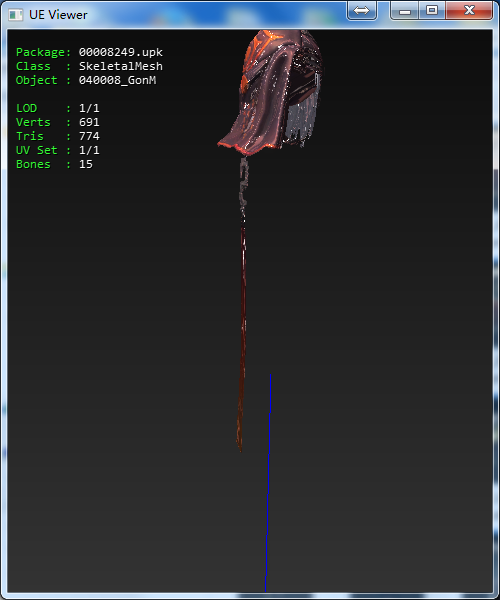 UE Viewer
Package: 00008249.upk
Class  : SkeletalMesh
Object : 040008_GonM
LOD    : 1/1
Verts  : 691
Tris   : 774
UV Set : 1/1
Bones  : 15